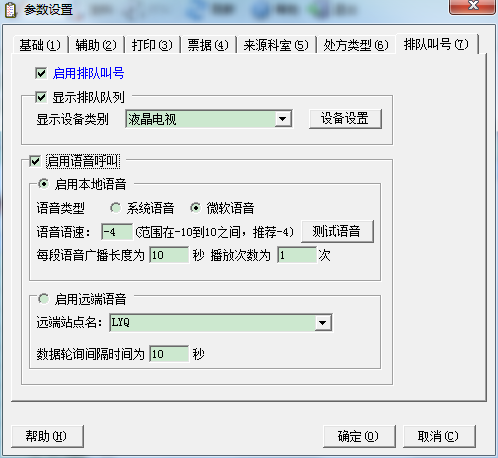 参数设置
基础(1) 辅助(2) 打印(3) 票据(4) 来源科室(5) 处方类型(6) 排队叫号(7)
启用排队叫号
显示排队队列
显示设备类别 液晶电视 设备设置
启用语音呼叫
启用本地语音
语音类型 系统语音 微软语音
语音语速: -4 (范围在-10到10之间, 推荐-4) 测试语音
每段语音广播长度为 10 秒 播放次数为 1 次
启用远端语音
远端站点名: LYQ
数据轮询间隔时间为 10 秒
帮助(H) 确定(O) 取消(C)